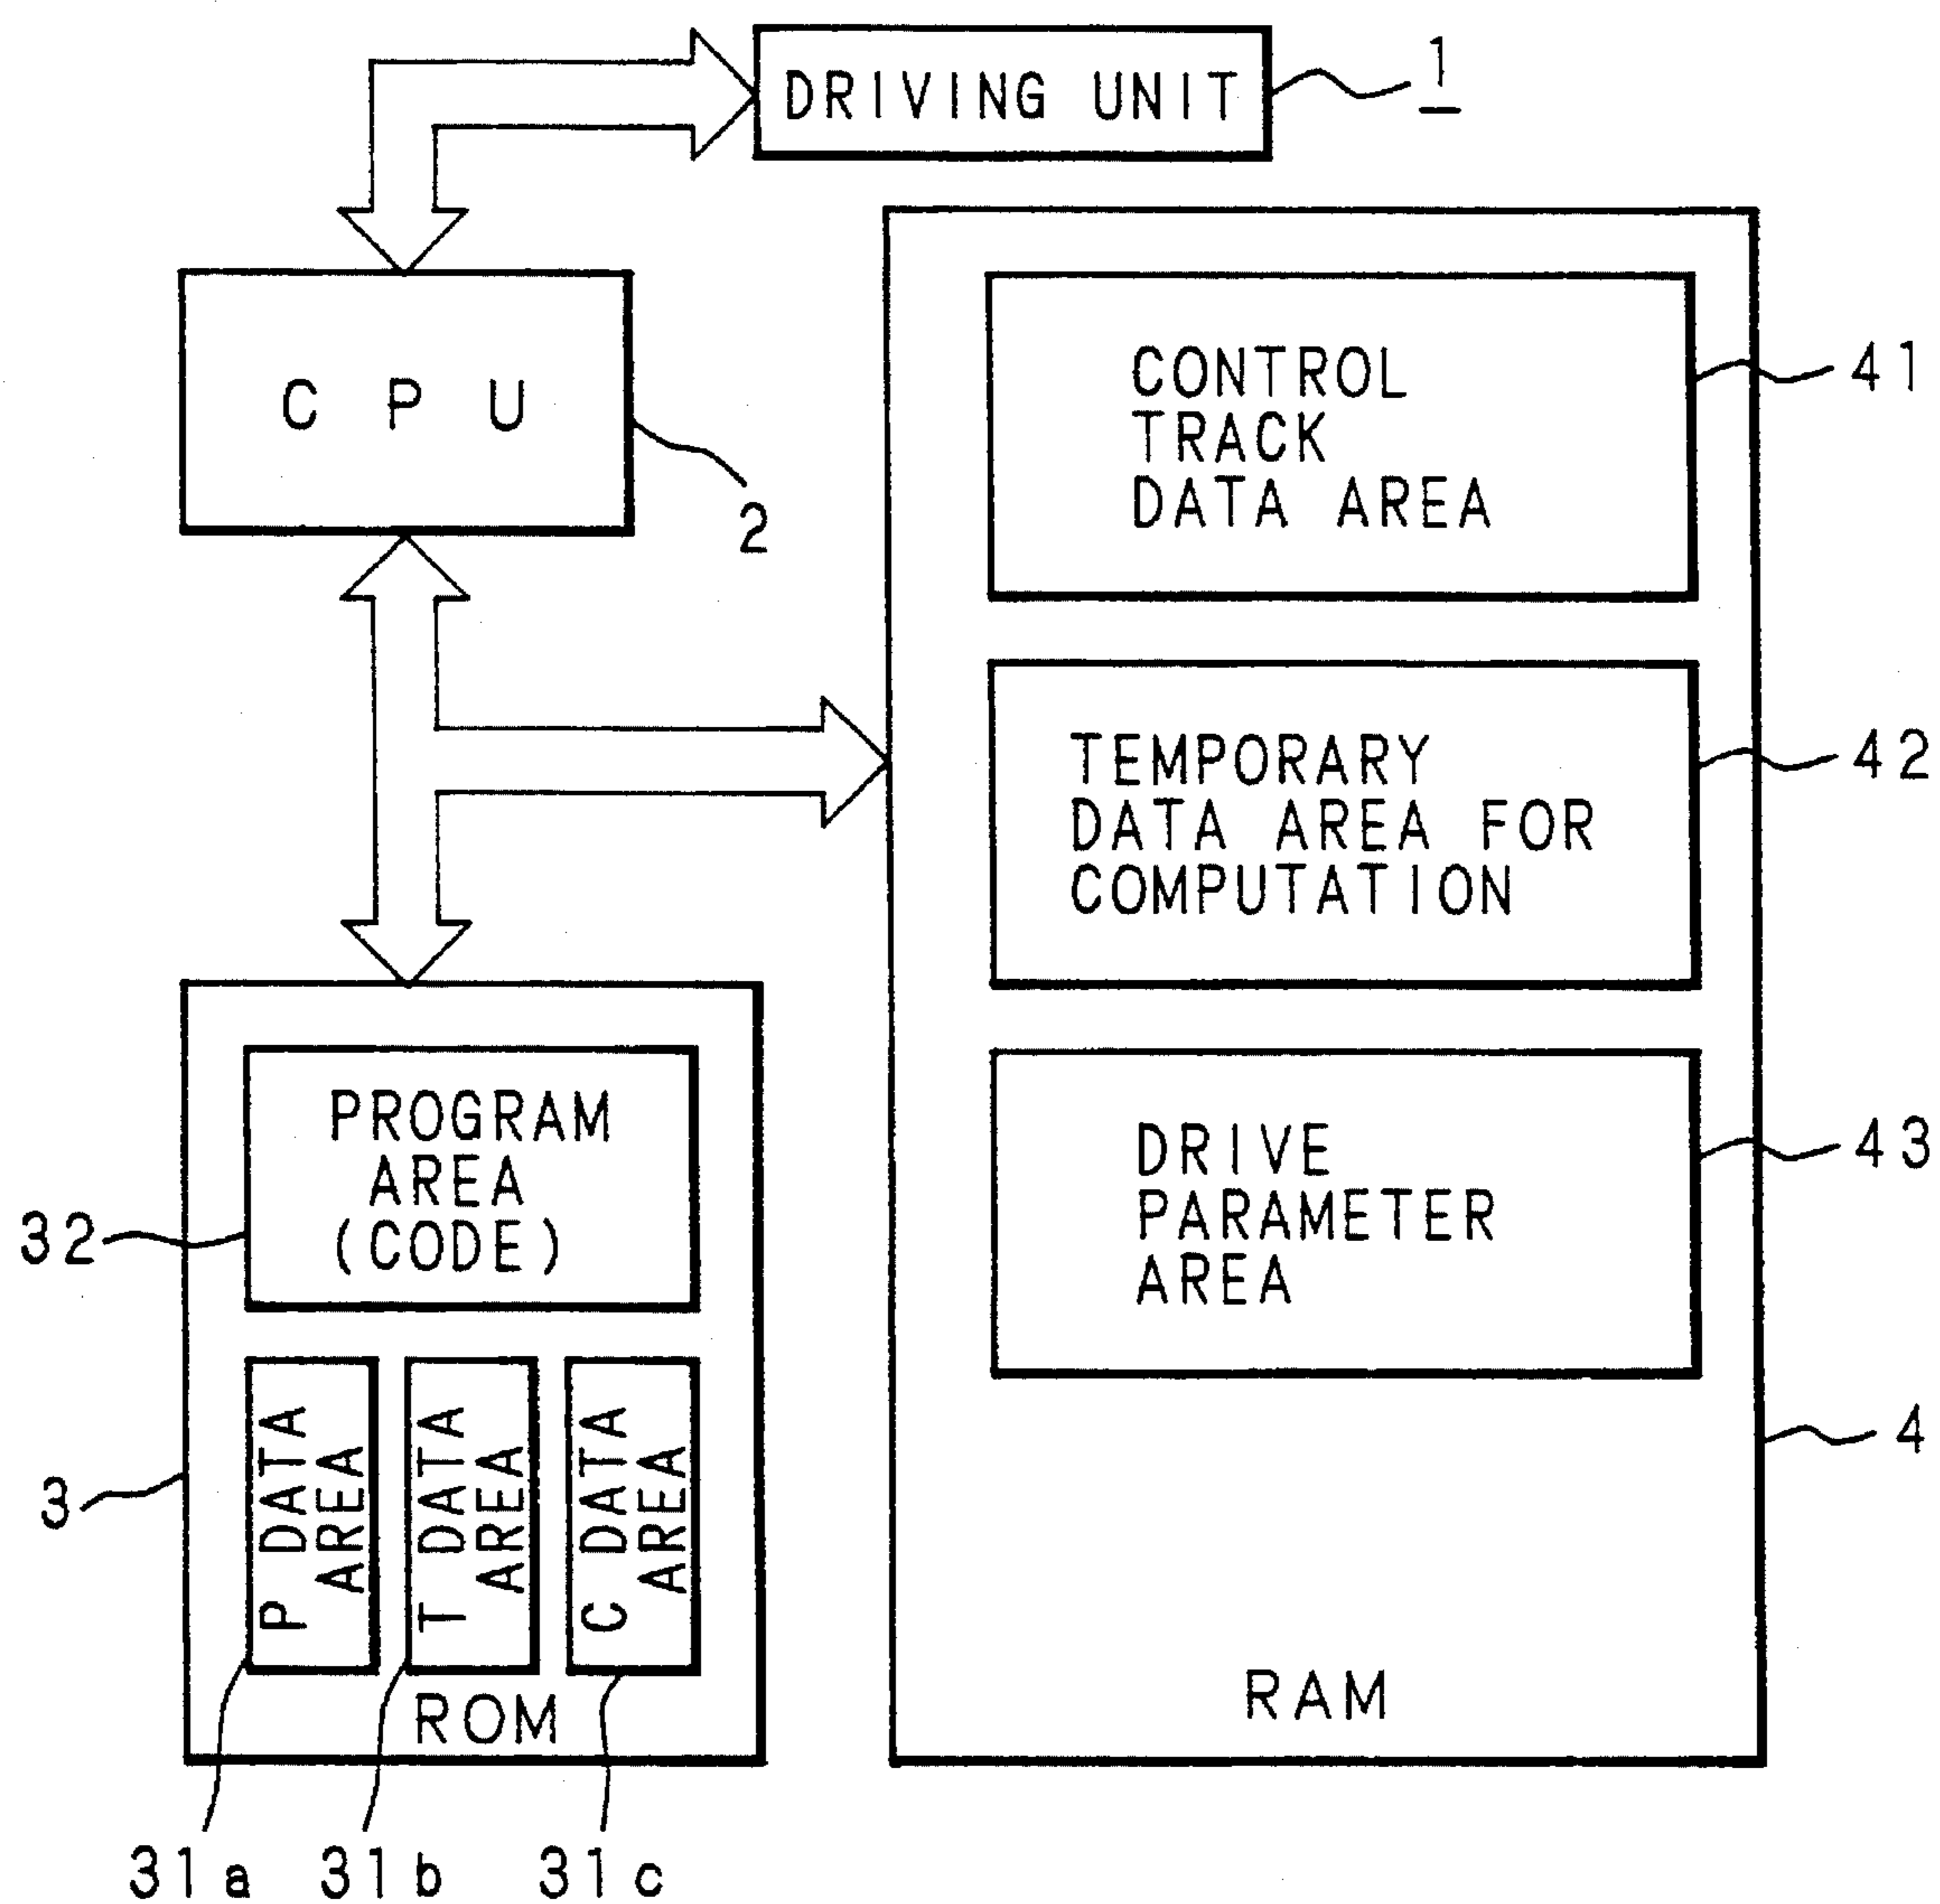 DRIVING UNIT
1
C P U
2
CONTROL
TRACK
DATA AREA
41
TEMPORARY
DATA AREA FOR
COMPUTATION
42
DRIVE
PARAMETER
AREA
43
RAM
4
PROGRAM
AREA
(CODE)
32
P DATA
AREA
T DATA
AREA
C DATA
AREA
3
ROM
31a
31b
31c